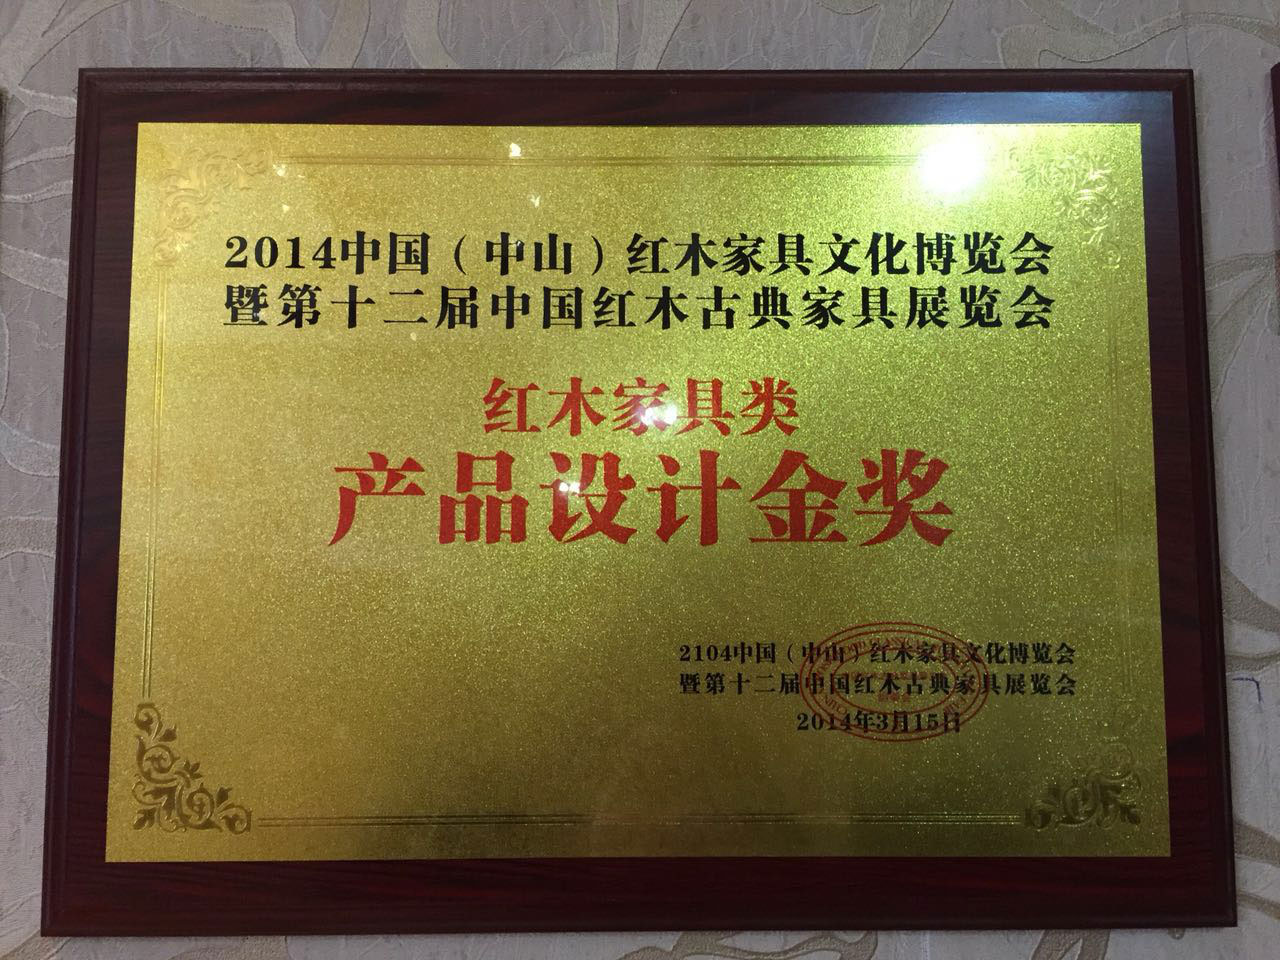 2014中国（中山）红木家具文化博览会
暨第十二届中国红木古典家具展览会
红木家具类
产品设计金奖
2104中国（中山）红木家具文化博览会
暨第十二届中国红木古典家具展览会
2014年3月15日